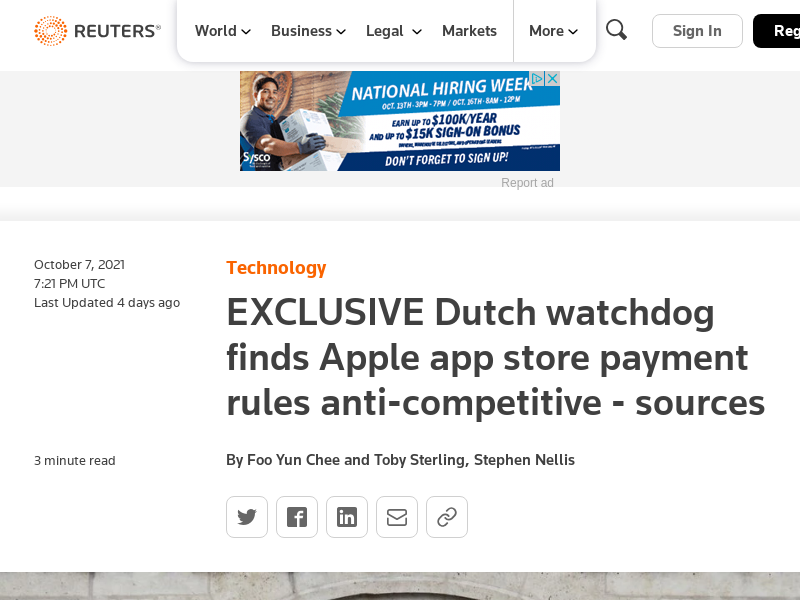 REUTERS®
World
Business
Legal
Markets
More
Sign In
Reg
NATIONAL HIRING WEEK
OCT. 13TH - 3PM - 7PM / OCT. 16TH - 8AM - 12PM
EARN UP TO $100K/YEAR
AND UP TO $15K SIGN-ON BONUS
Sysco
DON'T FORGET TO SIGN UP!
Report ad
October 7, 2021
7:21 PM UTC
Last Updated 4 days ago
Technology
EXCLUSIVE Dutch watchdog
finds Apple app store payment
rules anti-competitive - sources
3 minute read
By Foo Yun Chee and Toby Sterling, Stephen Nellis